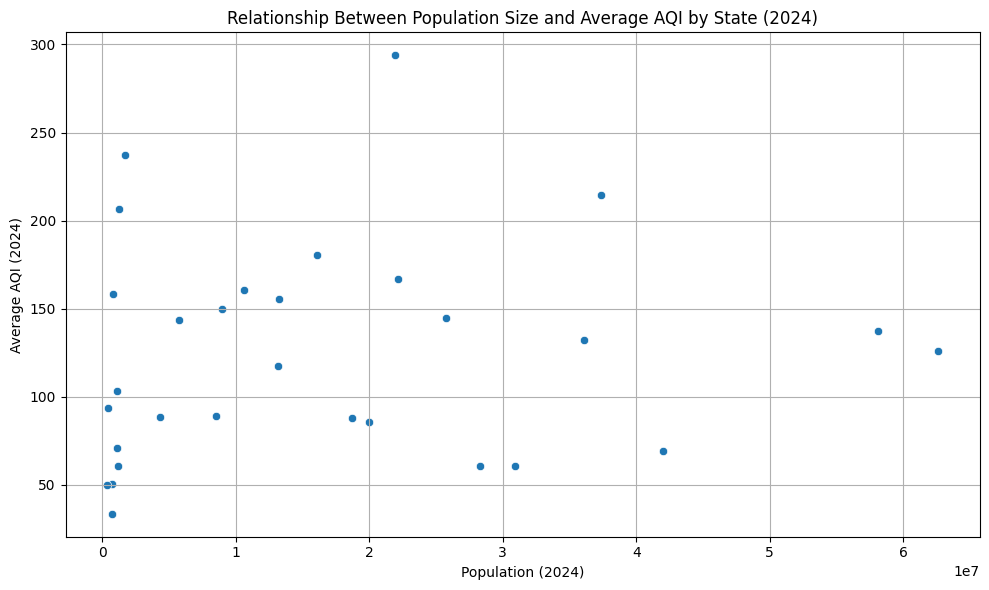 Relationship Between Population Size and Average AQI by State (2024)
300
250
200
150
100
50
Average AQI (2024)
0 1 2 3 4 5 6
1e7
Population (2024)